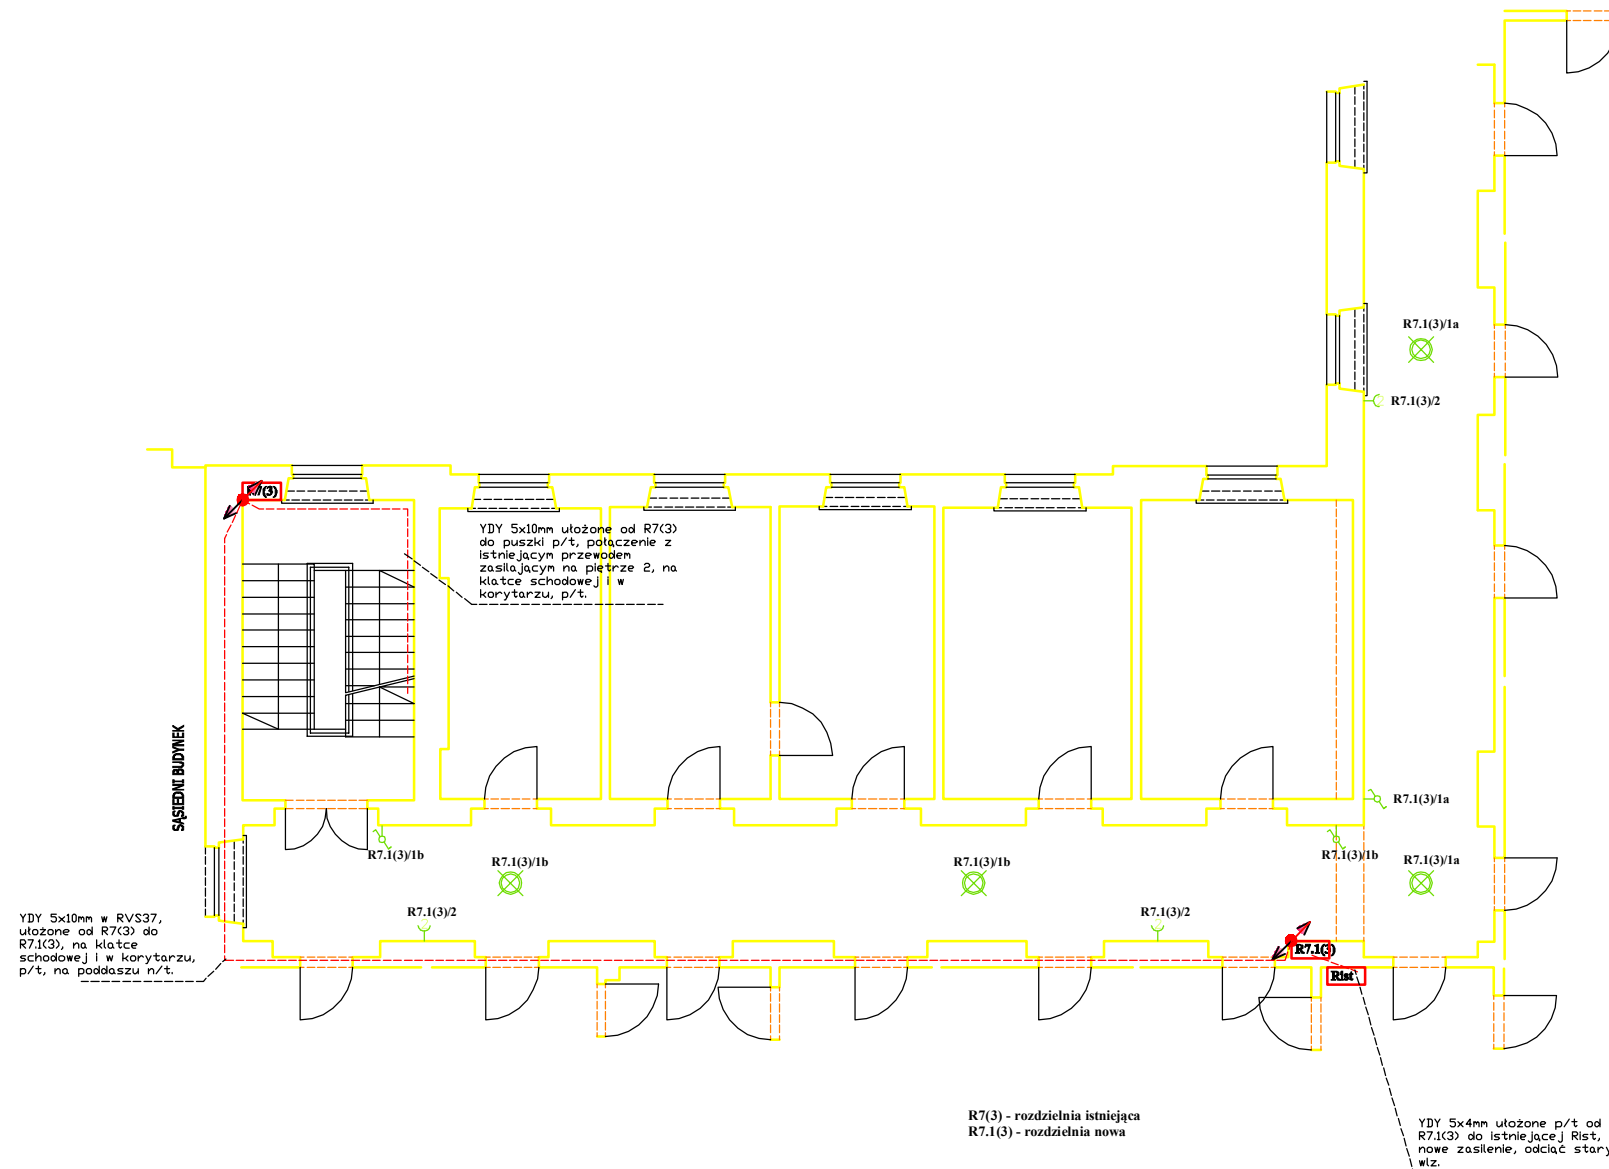 R7.1(3)/1a
R7.1(3)/2
R7(3)
YDY 5x10mm ułożone od R7(3)
do puszki p/t, połączenie z
istniejącym przewodem
zasilającym na piętrze 2, na
klatce schodowej i w
korytarzu, p/t.
SĄSIEDNI BUDYNEK
R7.1(3)/1a
R7.1(3)/1b
R7.1(3)/1b
R7.1(3)/1b
R7.1(3)/1b
R7.1(3)/1a
R7.1(3)/2
R7.1(3)/2
YDY 5x10mm w RVS37,
ułożone od R7(3) do
R7.1(3), na klatce
schodowej i w korytarzu,
p/t, na poddaszu n/t.
R7.1(3)
Rist
R7(3) - rozdzielnia istniejąca
R7.1(3) - rozdzielnia nowa
YDY 5x4mm ułożone p/t od
R7.1(3) do istniejącej Rist,
nowe zasilenie, odciąć stary
wlz.